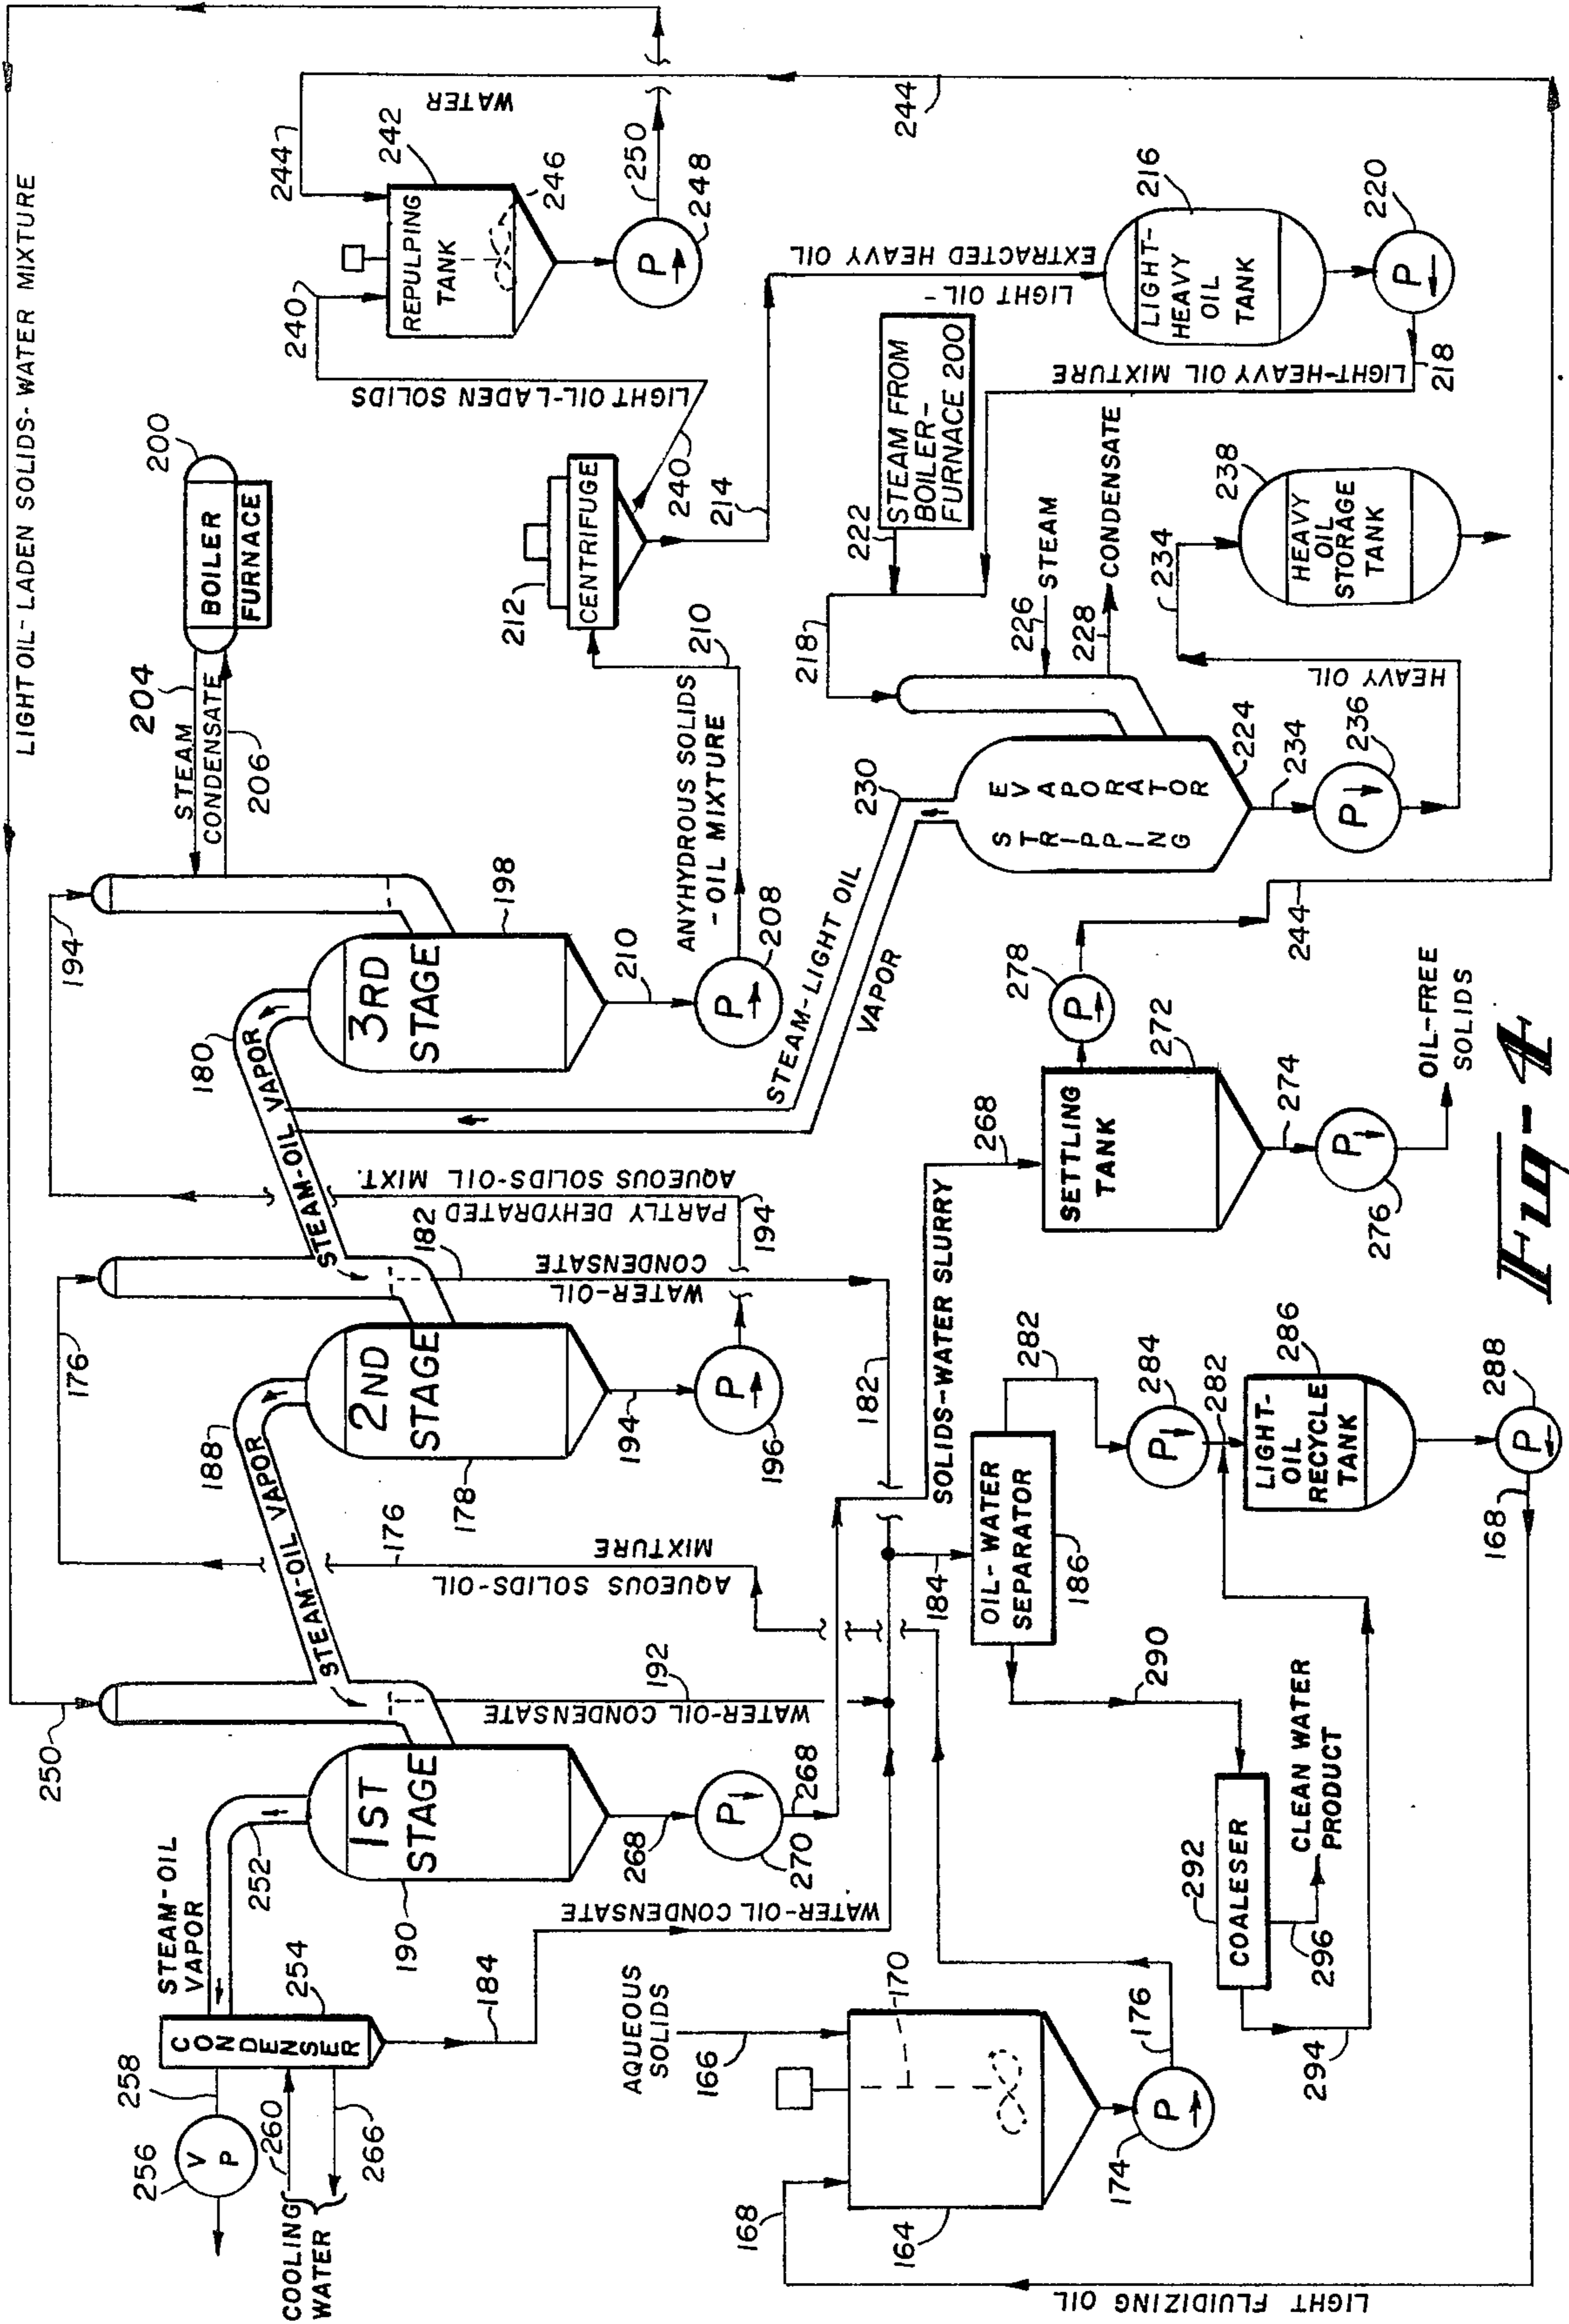 LIGHT OIL-LADEN SOLIDS-WATER MIXTURE
250
STEAM-OIL
VAPOR
252
CONDENSER
254
258
256
V
P
260
266
COOLING
WATER
184
WATER-OIL CONDENSATE
1ST
STAGE
190
268
P
270
268
192
WATER-OIL CONDENSATE
188
STEAM-OIL VAPOR
176
176
AQUEOUS SOLIDS-OIL
MIXTURE
2ND
STAGE
178
194
P
196
182
WATER-OIL
CONDENSATE
182
180
STEAM-OIL VAPOR
194
194
PARTLY DEHYDRATED
AQUEOUS SOLIDS-OIL MIXT.
3RD
STAGE
198
210
P
208
ANYHYDROUS SOLIDS
-OIL MIXTURE
210
204
STEAM
CONDENSATE
206
BOILER
FURNACE
200
212
CENTRIFUGE
240
214
LIGHT OIL-LADEN SOLIDS
240
REPULPING
TANK
242
244
WATER
246
P
248
250
244
LIGHT OIL-
EXTRACTED HEAVY OIL
LIGHT-
HEAVY
OIL
TANK
216
P
220
218
LIGHT-HEAVY OIL MIXTURE
STEAM FROM
BOILER-
FURNACE 200
222
218
226
STEAM
228
CONDENSATE
STRIPPING
EVAPORATOR
224
230
STEAM-LIGHT OIL
VAPOR
234
P
236
HEAVY OIL
234
HEAVY
OIL
STORAGE
TANK
238
SOLIDS-WATER SLURRY
268
SETTLING
TANK
272
P
278
244
274
P
276
OIL-FREE
SOLIDS
184
OIL-WATER
SEPARATOR
186
282
P
284
282
LIGHT-
OIL
RECYCLE
TANK
286
P
288
168
290
292
COALESER
296
CLEAN WATER
PRODUCT
294
AQUEOUS
SOLIDS
166
170
168
164
P
174
176
LIGHT FLUIDIZING OIL
Fig-4